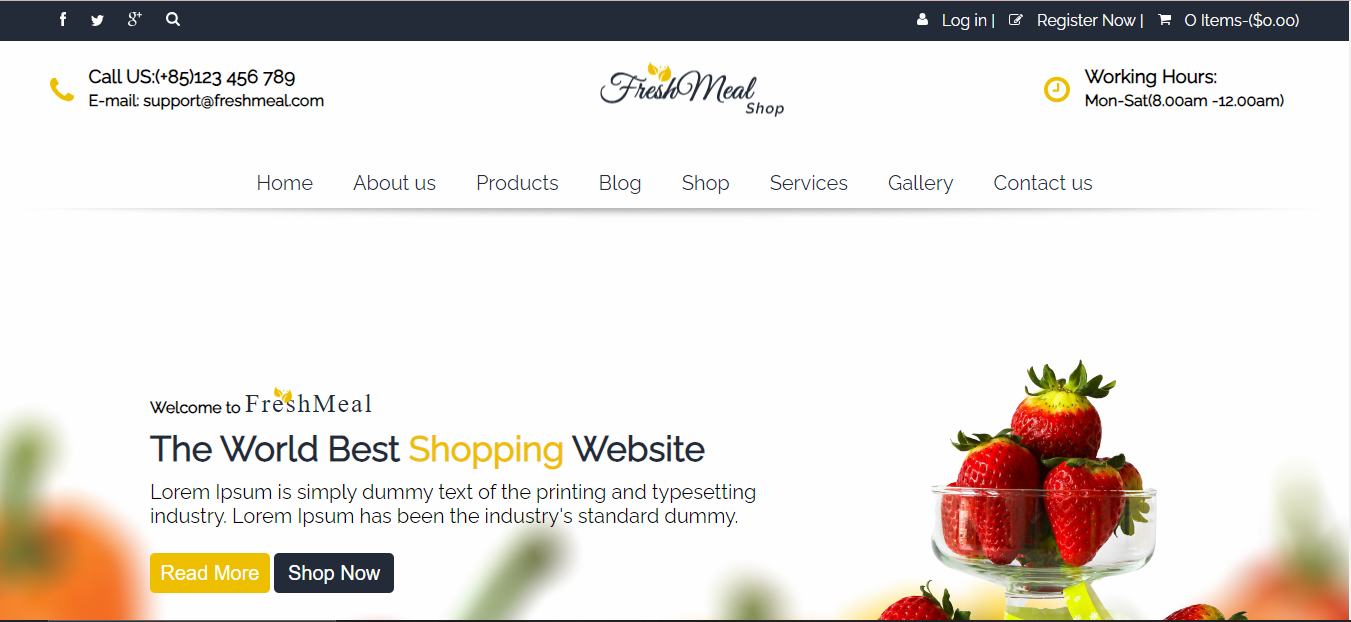 Log in | Register Now | 0 Items-($0.00)
Call US:(+85)123 456 789
E-mail: support@freshmeal.com
FreshMeal
Shop
Working Hours:
Mon-Sat(8.00am -12.00am)
Home About us Products Blog Shop Services Gallery Contact us
Welcome to FreshMeal
The World Best Shopping Website
Lorem Ipsum is simply dummy text of the printing and typesetting
industry. Lorem Ipsum has been the industry's standard dummy.
Read More Shop Now